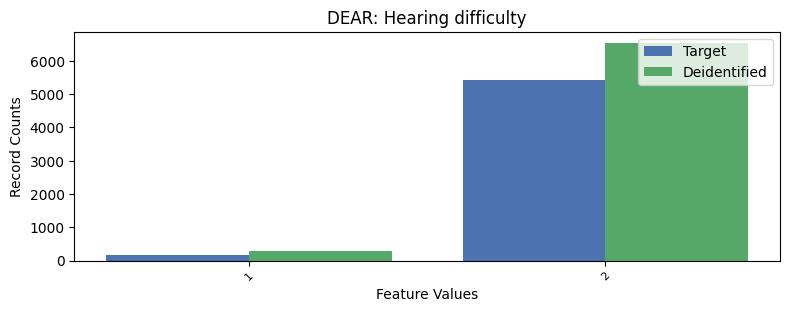 DEAR: Hearing difficulty
Target
Deidentified
Record Counts
6000
5000
4000
3000
2000
1000
0
1
2
Feature Values